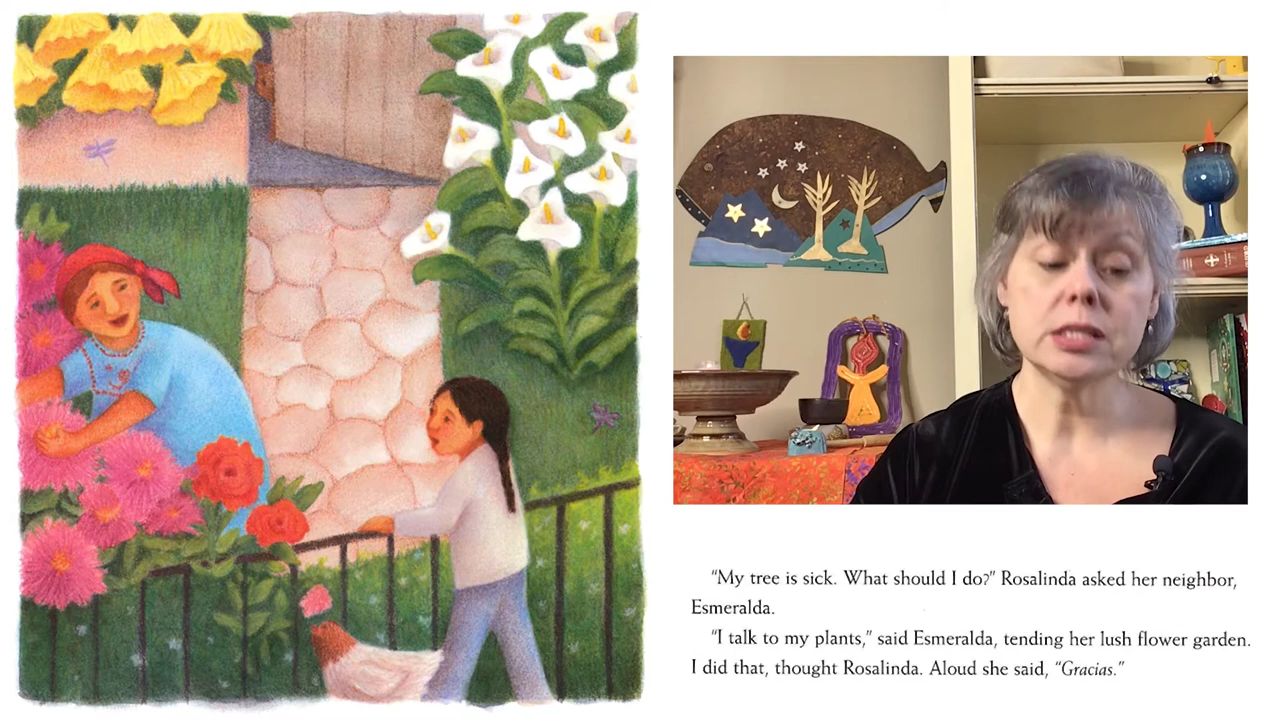 "My tree is sick. What should I do?" Rosalinda asked her neighbor,
Esmeralda.
"I talk to my plants," said Esmeralda, tending her lush flower garden.
I did that, thought Rosalinda. Aloud she said, "Gracias."